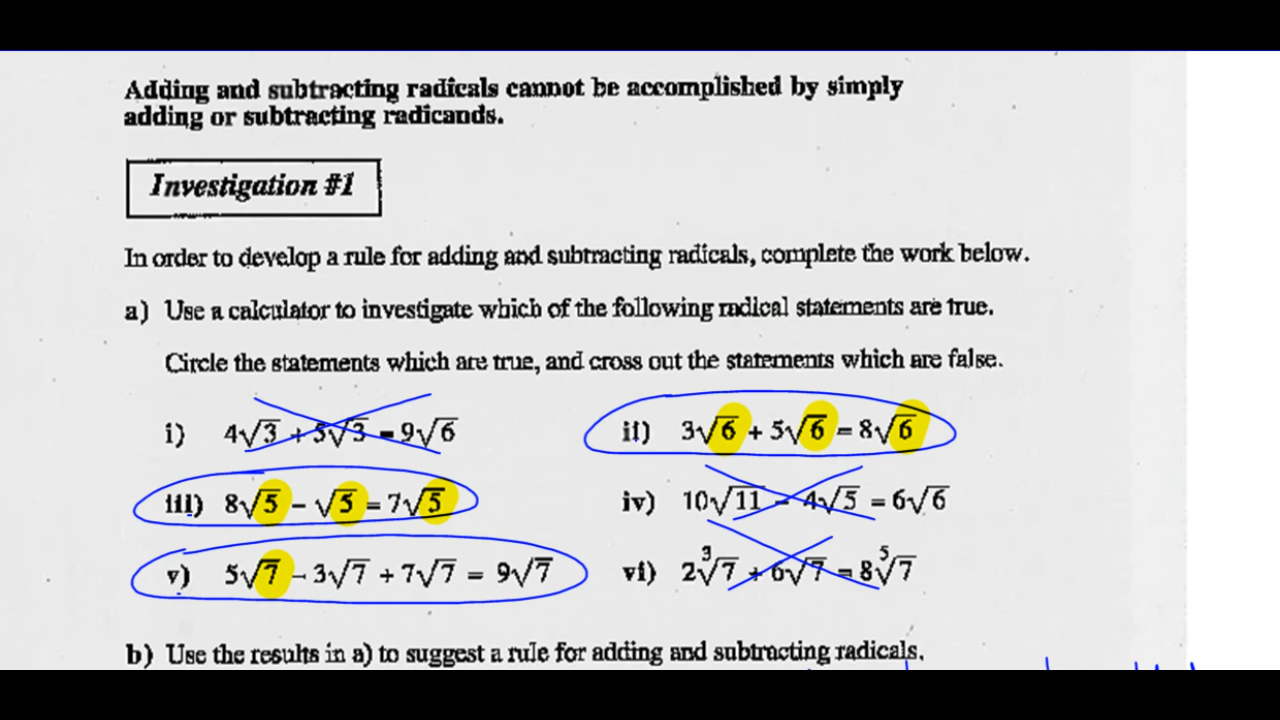 Adding and subtracting radicals cannot be accomplished by simply
adding or subtracting radicands.
Investigation #1
In order to develop a rule for adding and subtracting radicals, complete the work below.
a) Use a calculator to investigate which of the following radical statements are true.
Circle the statements which are true, and cross out the statements which are false.
i) 4√3 + 5√3 = 9√6
ii) 3√6 + 5√6 = 8√6
iii) 8√5 – √5 = 7√5
iv) 10√11 – 4√5 = 6√6
v) 5√7 – 3√7 + 7√7 = 9√7
vi) 2∛7 + 6√7 = 8⁵√7
b) Use the results in a) to suggest a rule for adding and subtracting radicals.